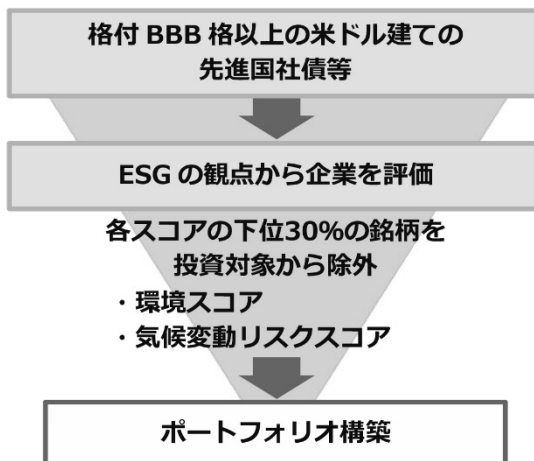 格付 BBB 格以上の米ドル建ての
先進国社債等
ESG の観点から企業を評価
各スコアの下位30%の銘柄を
投資対象から除外
・環境スコア
・気候変動リスクスコア
ポートフォリオ構築